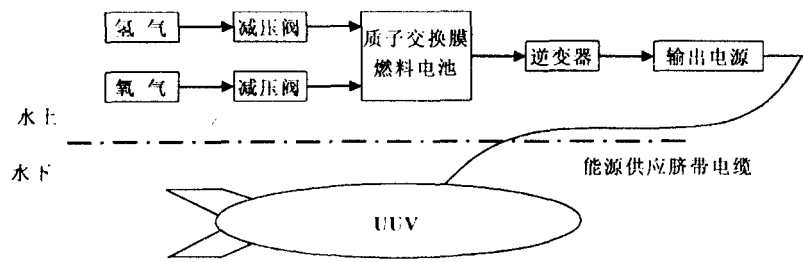 氢气
减压阀
质子交换膜
燃料电池
逆变器
输出电源
氧气
减压阀
水上
水下
能源供应脐带电缆
UUV